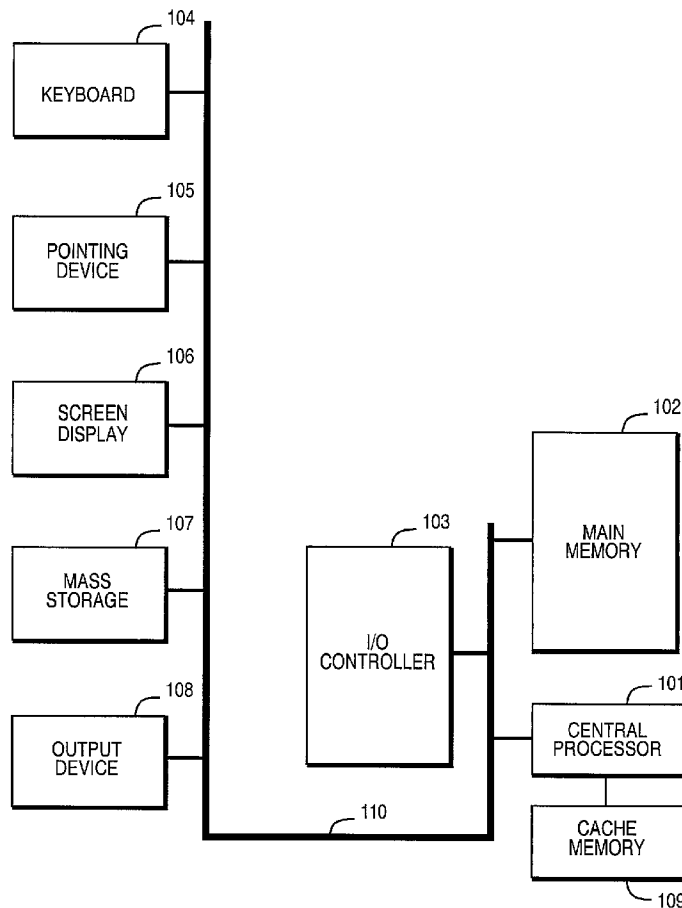 104
KEYBOARD
105
POINTING
DEVICE
106
SCREEN
DISPLAY
107
MASS
STORAGE
108
OUTPUT
DEVICE
103
I/O
CONTROLLER
102
MAIN
MEMORY
101
CENTRAL
PROCESSOR
110
CACHE
MEMORY
109